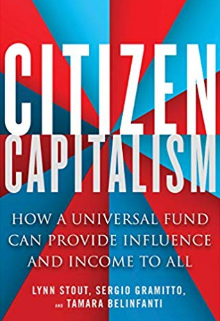 CITIZEN
CAPITALISM
HOW A UNIVERSAL FUND
CAN PROVIDE INFLUENCE
AND INCOME TO ALL
LYNN STOUT, SERGIO GRAMITTO,
AND TAMARA BELINFANTI